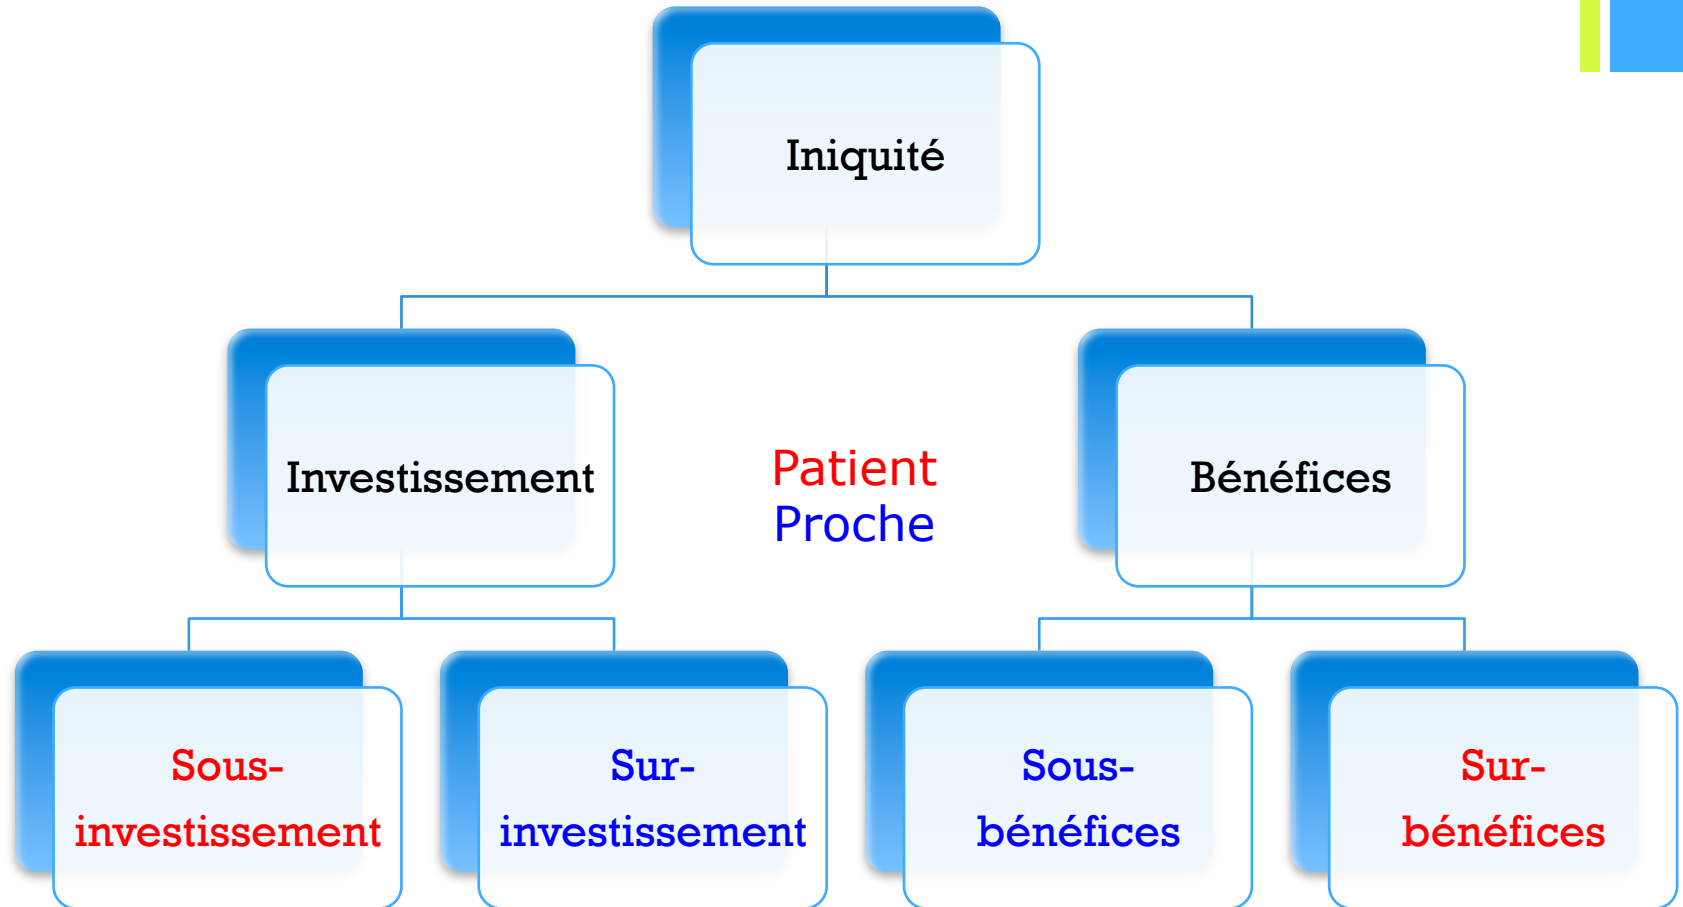 Iniquité
Investissement
Patient
Proche
Bénéfices
Sous-
investissement
Sur-
investissement
Sous-
bénéfices
Sur-
bénéfices